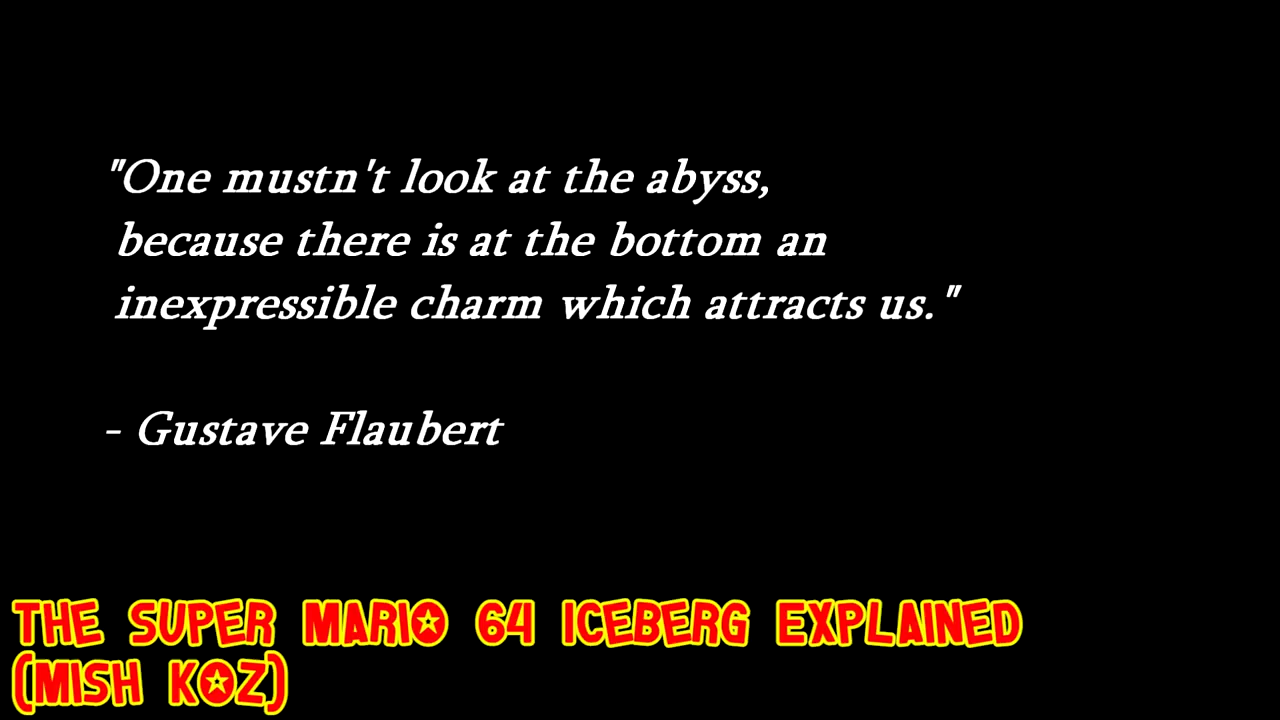 "One mustn't look at the abyss,
because there is at the bottom an
inexpressible charm which attracts us."
- Gustave Flaubert
THE SUPER MARIO 64 ICEBERG EXPLAINED
(MISH KOZ)